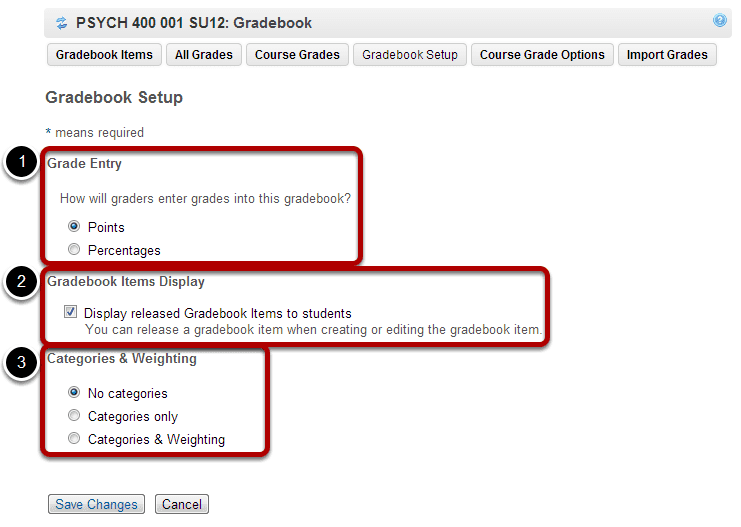 PSYCH 400 001 SU12: Gradebook
?
Gradebook Items All Grades Course Grades Gradebook Setup Course Grade Options Import Grades
Gradebook Setup
* means required
1
Grade Entry
How will graders enter grades into this gradebook?
Points
Percentages
2
Gradebook Items Display
Display released Gradebook Items to students
You can release a gradebook item when creating or editing the gradebook item.
3
Categories & Weighting
No categories
Categories only
Categories & Weighting
Save Changes Cancel